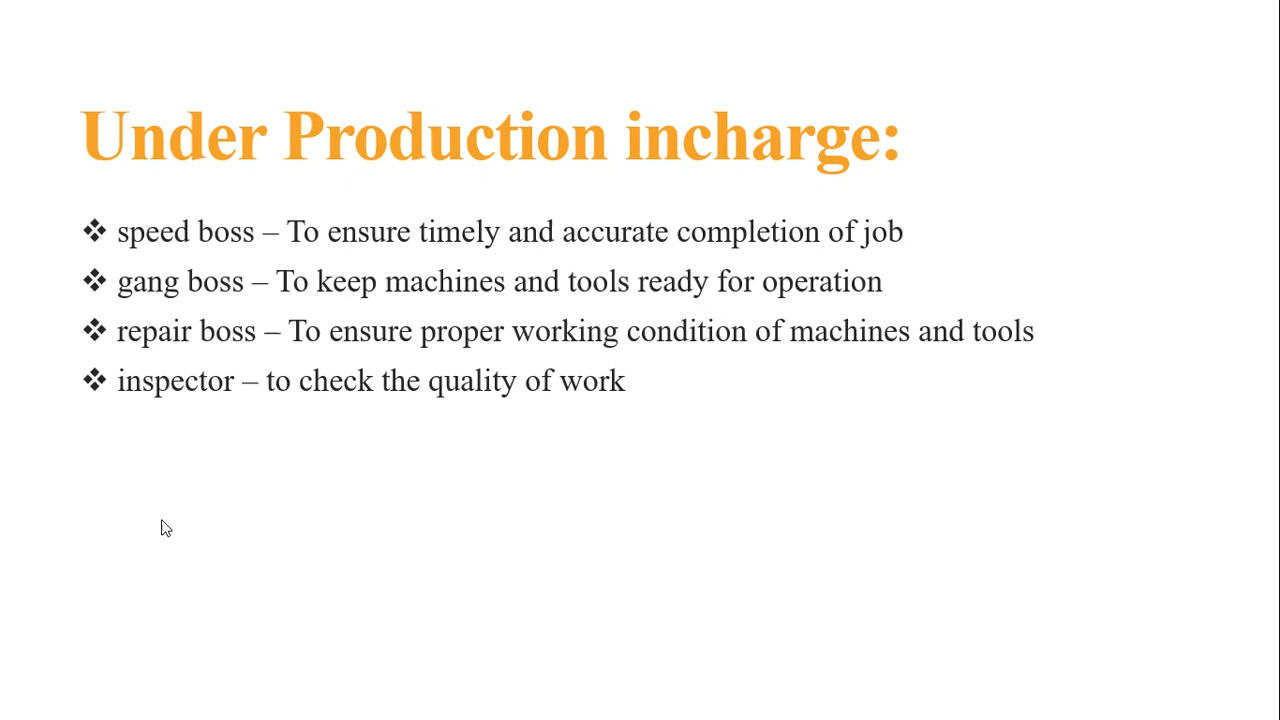 Under Production incharge:
❖ speed boss – To ensure timely and accurate completion of job
❖ gang boss – To keep machines and tools ready for operation
❖ repair boss – To ensure proper working condition of machines and tools
❖ inspector – to check the quality of work